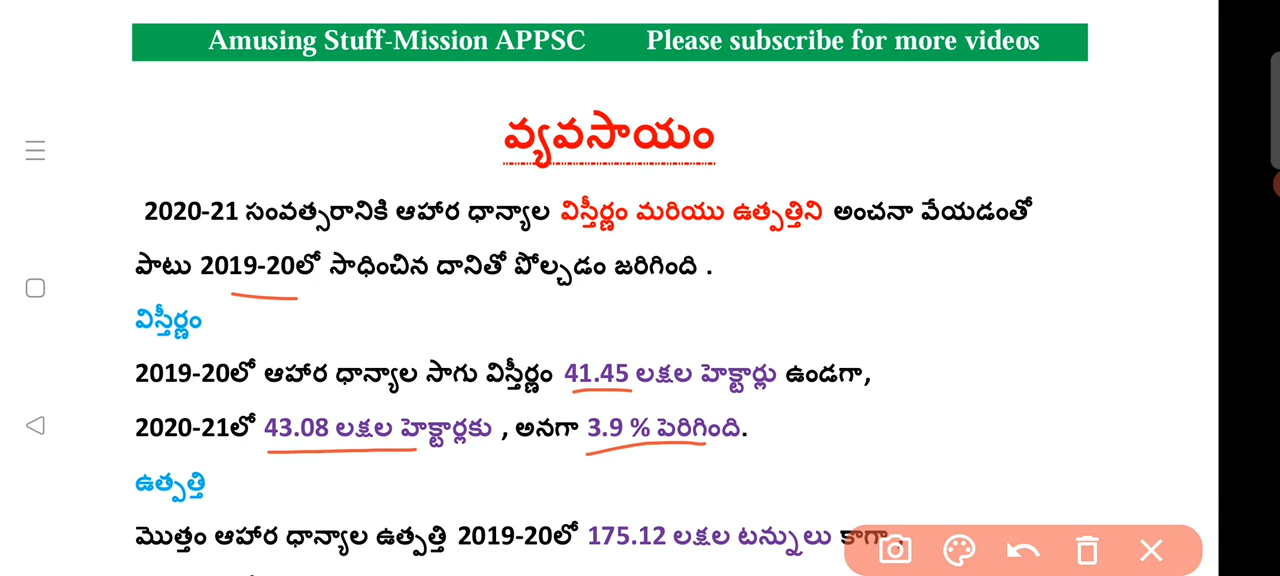 Amusing Stuff-Mission APPSC Please subscribe for more videos
వ్యవసాయం
2020-21 సంవత్సరానికి ఆహార ధాన్యాల విస్తీర్ణం మరియు ఉత్పత్తిని అంచనా వేయడంతో
పాటు 2019-20లో సాధించిన దానితో పోల్చడం జరిగింది .
విస్తీర్ణం
2019-20లో ఆహార ధాన్యాల సాగు విస్తీర్ణం 41.45 లక్షల హెక్టార్లు ఉండగా,
2020-21లో 43.08 లక్షల హెక్టార్లకు , అనగా 3.9 % పెరిగింది.
ఉత్పత్తి
మొత్తం ఆహార ధాన్యాల ఉత్పత్తి 2019-20లో 175.12 లక్షల టన్నులు కాగా ,